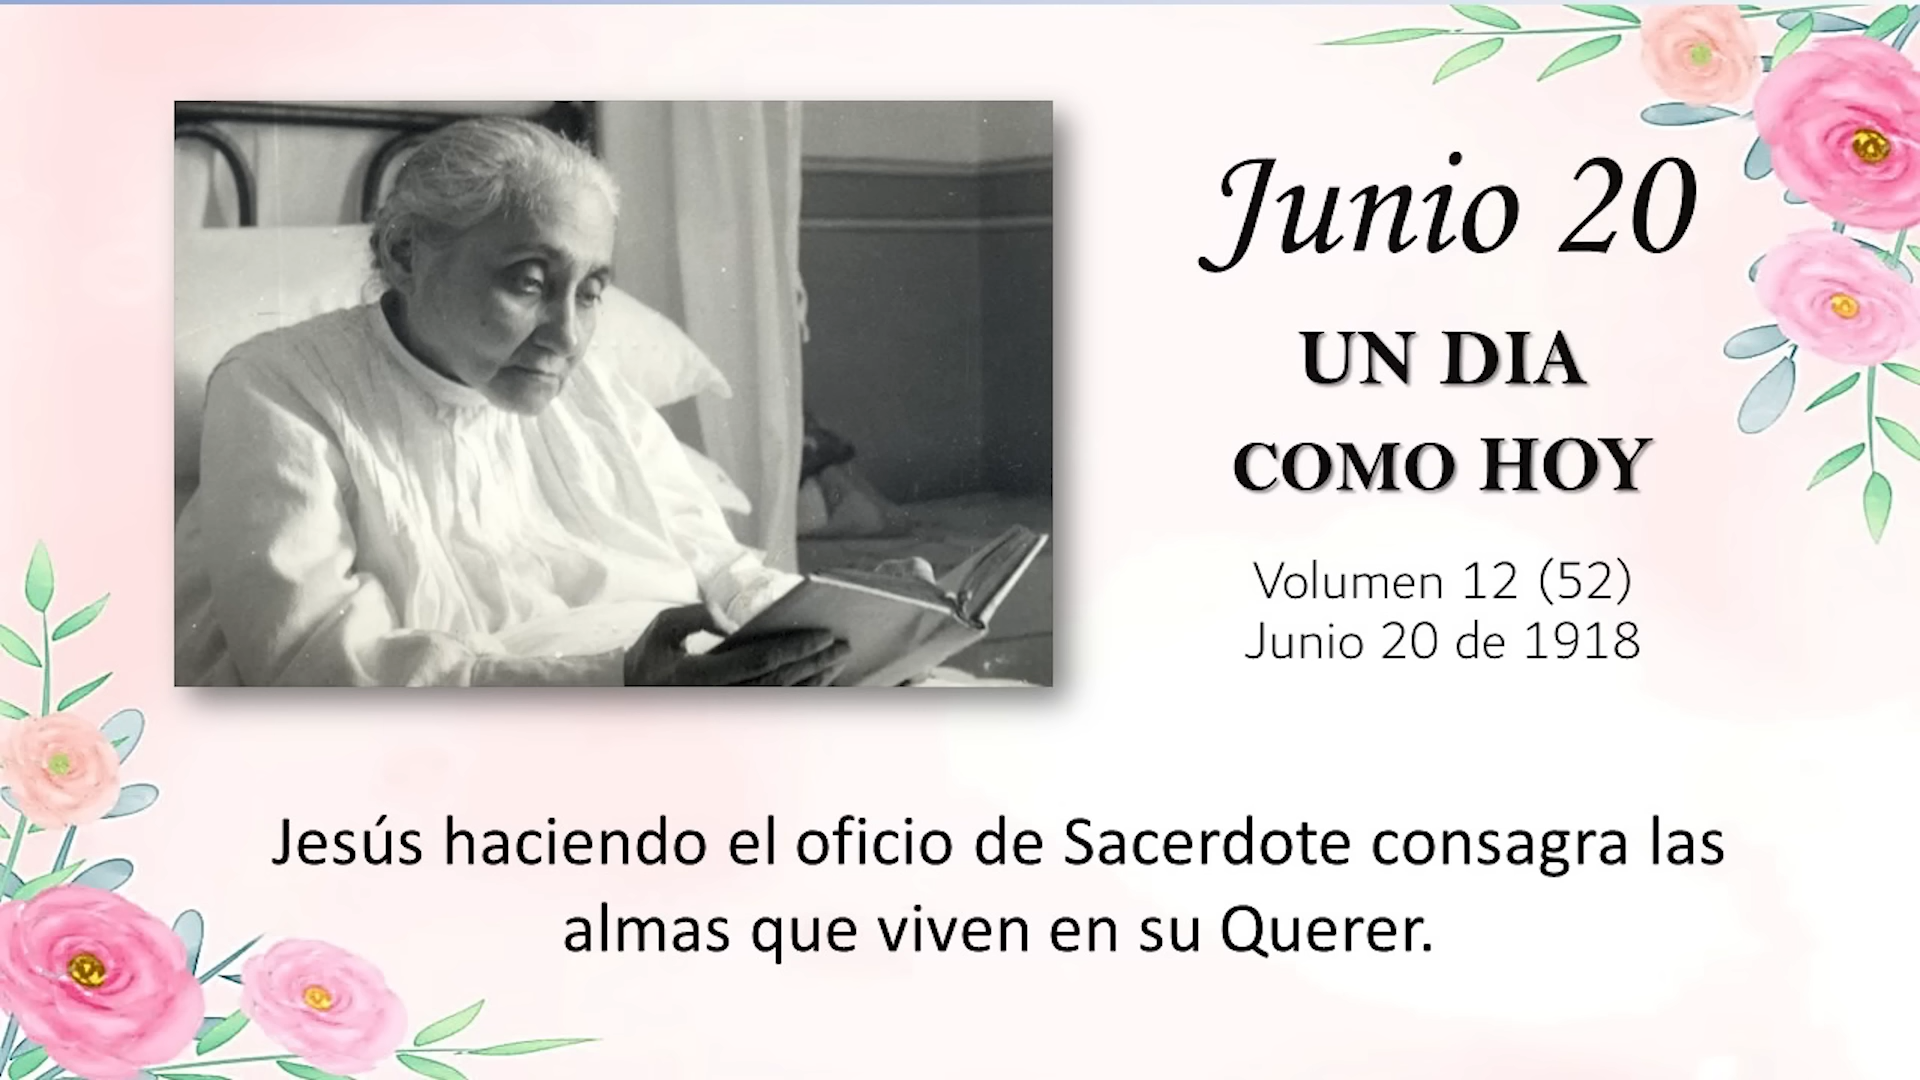 Junio 20
UN DIA
COMO HOY
Volumen 12 (52)
Junio 20 de 1918
Jesús haciendo el oficio de Sacerdote consagra las
almas que viven en su Querer.